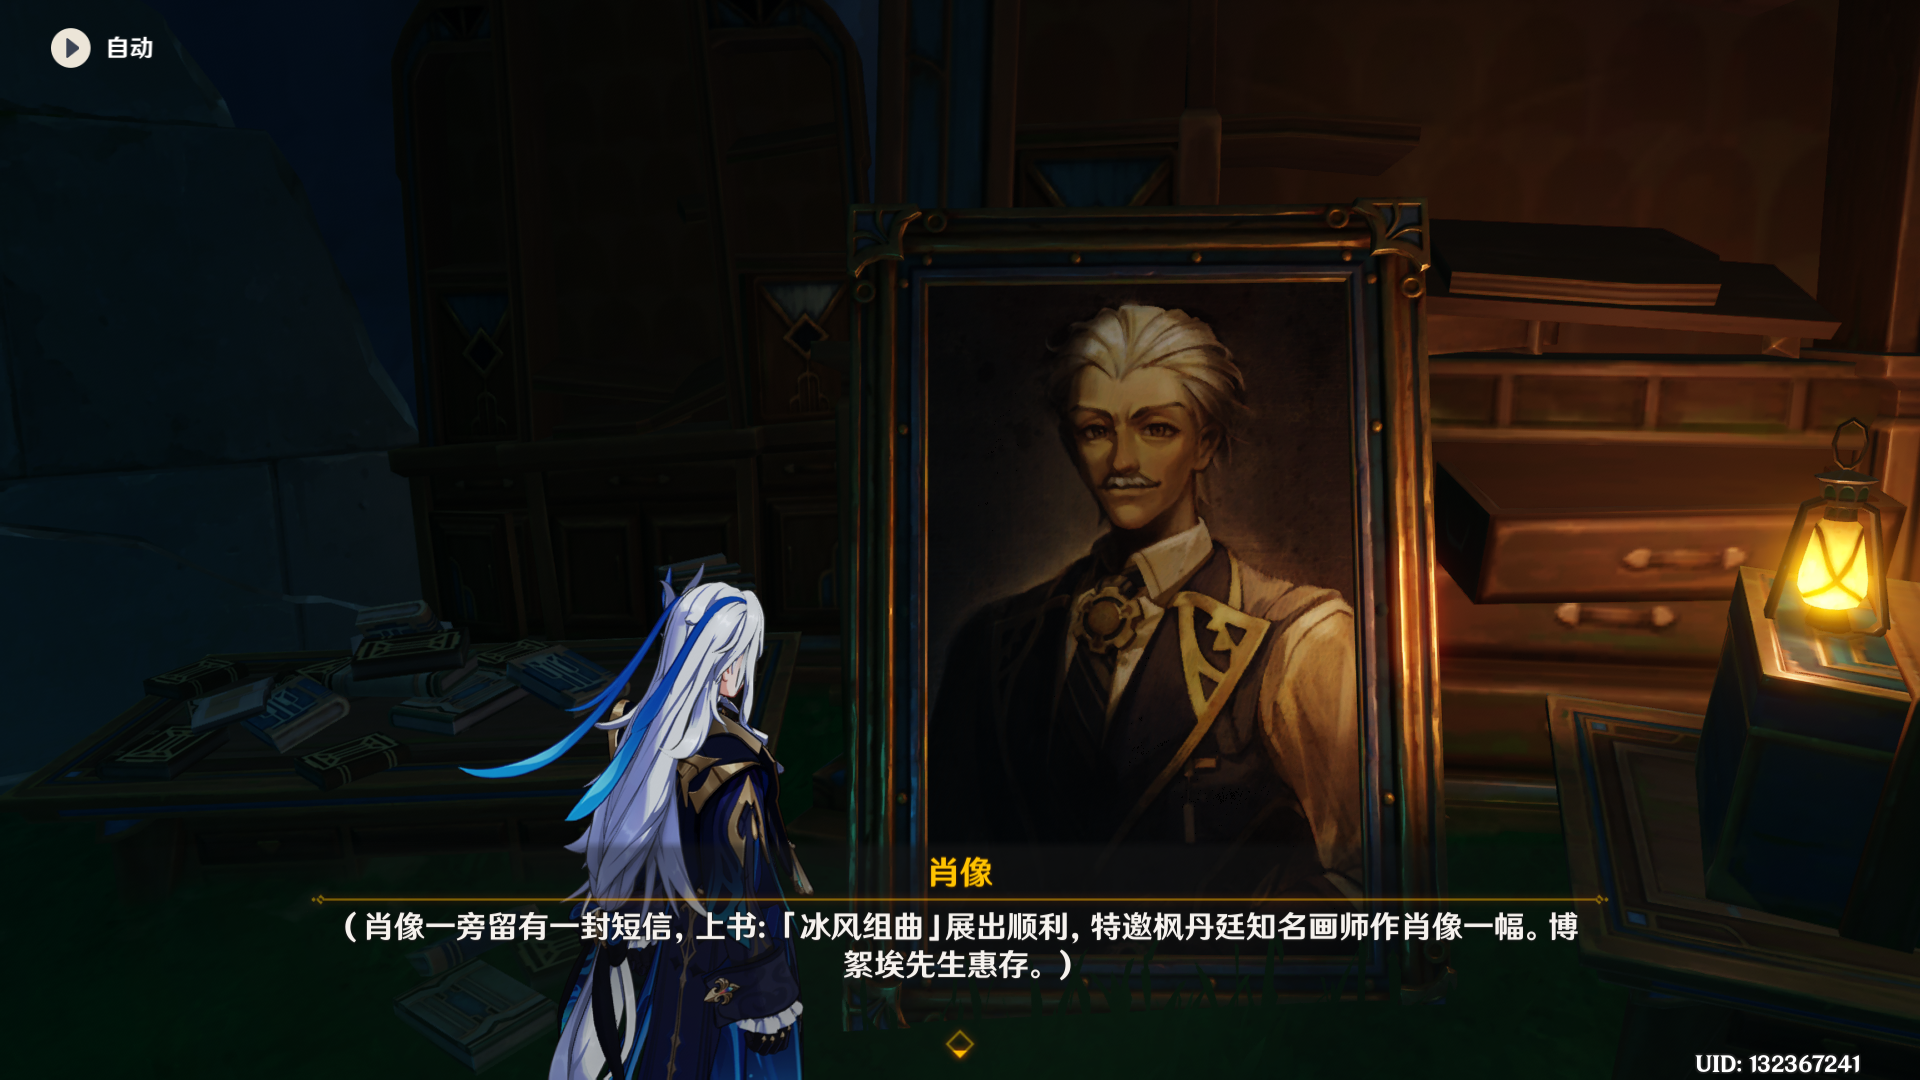 自动
肖像
(肖像一旁留有一封短信,上书:「冰风组曲」展出顺利,特邀枫丹廷知名画师作肖像一幅。博
絮埃先生惠存。)
UID: 132367241